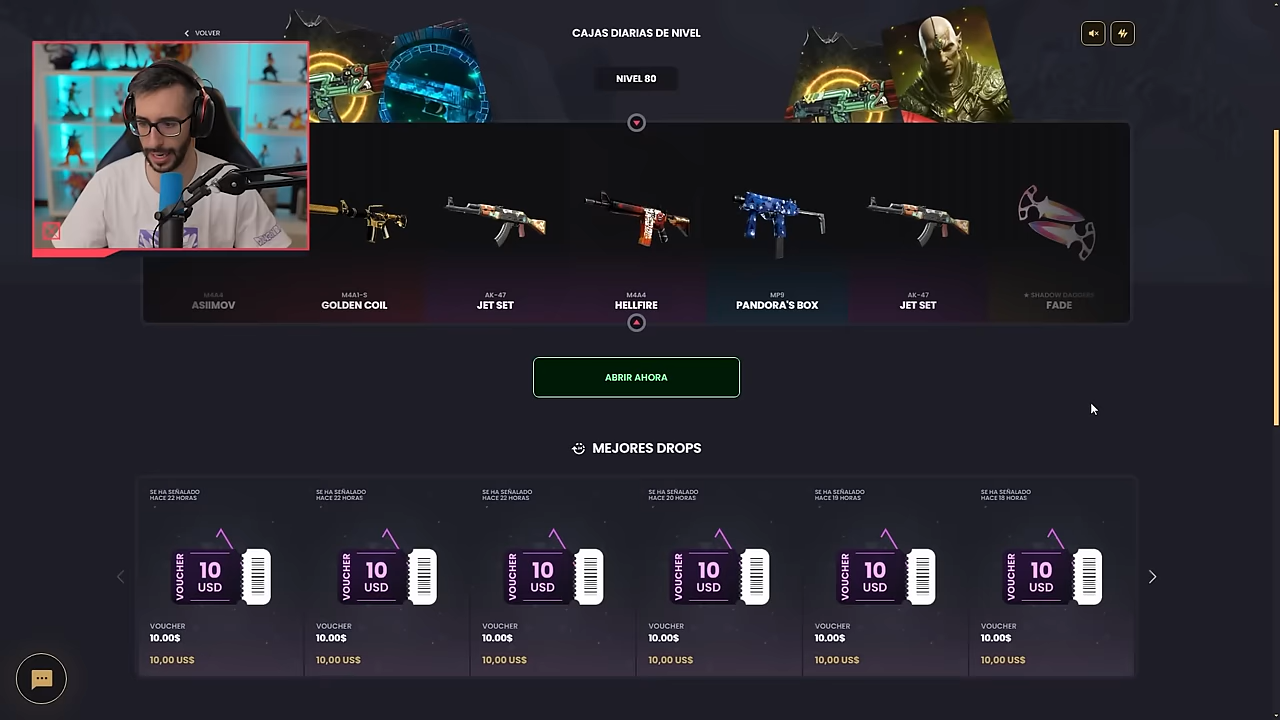 VOLVER
CAJAS DIARIAS DE NIVEL
NIVEL 80
M4A4
ASIIMOV
M4A1-S
GOLDEN COIL
AK-47
JET SET
M4A4
HELLFIRE
MP9
PANDORA'S BOX
AK-47
JET SET
★ SHADOW DAGGERS
FADE
ABRIR AHORA
MEJORES DROPS
SE HA SEÑALADO
HACE 22 HORAS
VOUCHER
10
USD
VOUCHER
10.00$
10,00 US$
SE HA SEÑALADO
HACE 22 HORAS
VOUCHER
10
USD
VOUCHER
10.00$
10,00 US$
SE HA SEÑALADO
HACE 22 HORAS
VOUCHER
10
USD
VOUCHER
10.00$
10,00 US$
SE HA SEÑALADO
HACE 20 HORAS
VOUCHER
10
USD
VOUCHER
10.00$
10,00 US$
SE HA SEÑALADO
HACE 19 HORAS
VOUCHER
10
USD
VOUCHER
10.00$
10,00 US$
SE HA SEÑALADO
HACE 18 HORAS
VOUCHER
10
USD
VOUCHER
10.00$
10,00 US$